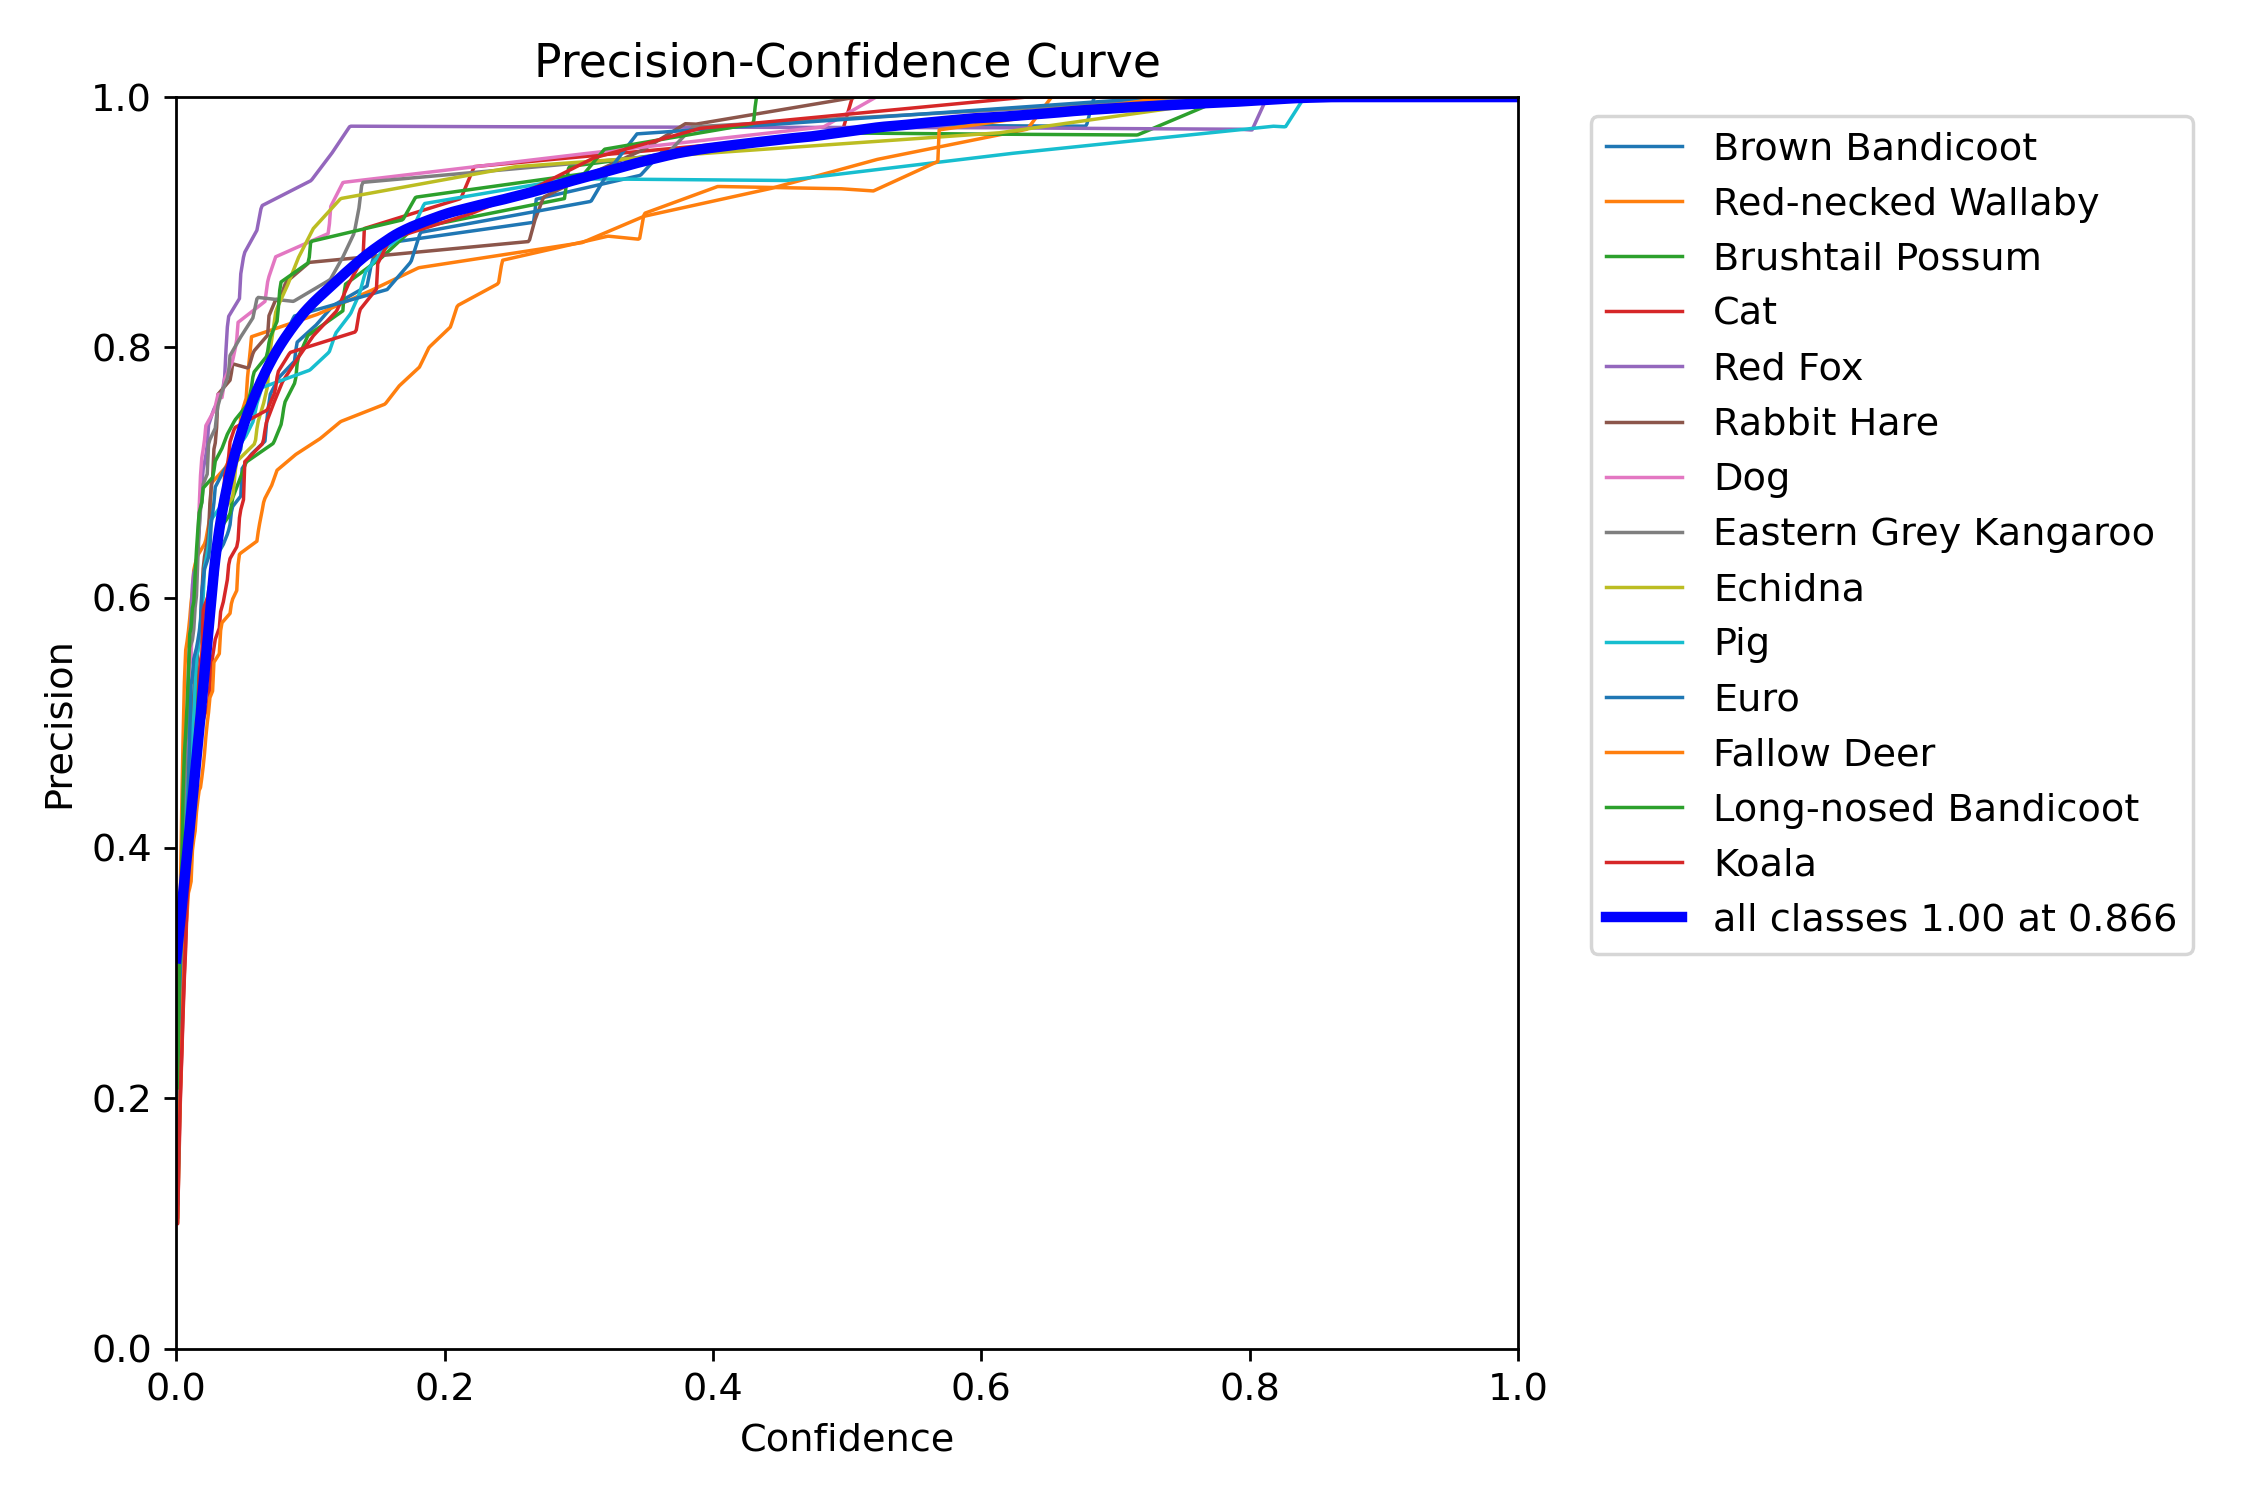 Precision-Confidence Curve
1.0
0.8
0.6
0.4
0.2
0.0
Precision
0.0 0.2 0.4 0.6 0.8 1.0
Confidence
Brown Bandicoot
Red-necked Wallaby
Brushtail Possum
Cat
Red Fox
Rabbit Hare
Dog
Eastern Grey Kangaroo
Echidna
Pig
Euro
Fallow Deer
Long-nosed Bandicoot
Koala
all classes 1.00 at 0.866